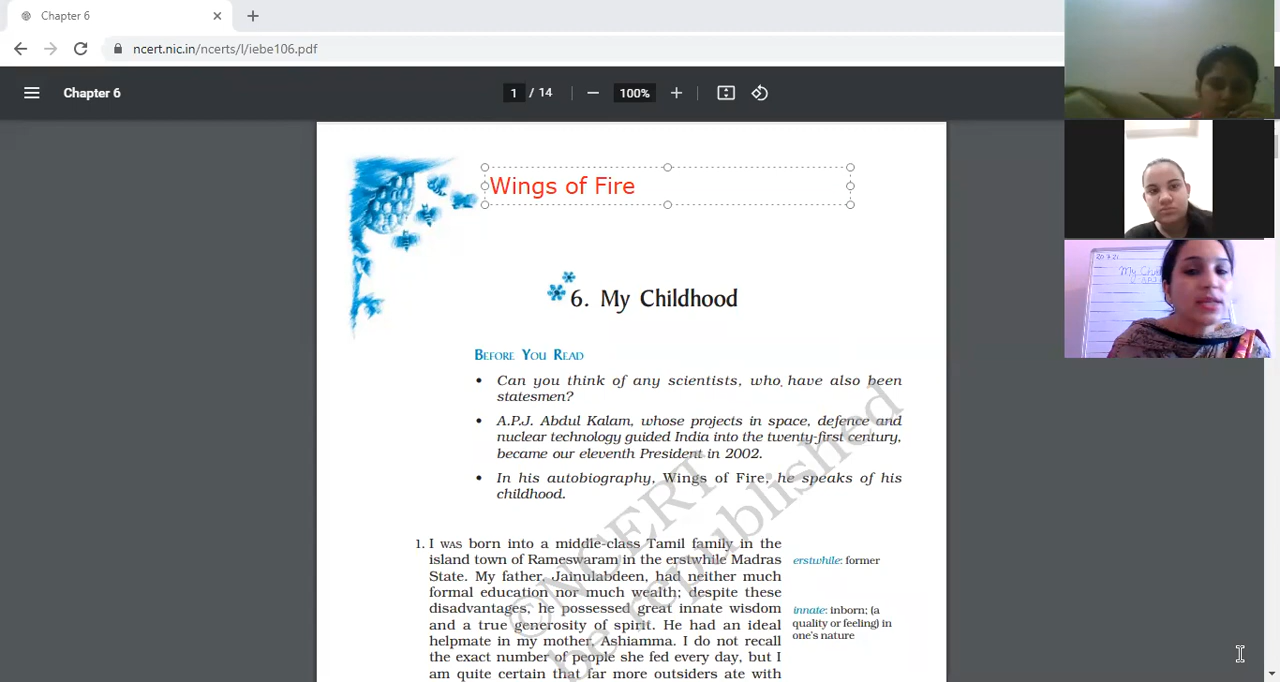 Chapter 6
ncert.nic.in/ncerts/l/iebe106.pdf
Chapter 6
1 / 14
100%
Wings of Fire
6. My Childhood
BEFORE YOU READ
• Can you think of any scientists, who have also been
statesmen?
• A.P.J. Abdul Kalam, whose projects in space, defence and
nuclear technology guided India into the twenty-first century,
became our eleventh President in 2002.
• In his autobiography, Wings of Fire, he speaks of his
childhood.
1. I WAS born into a middle-class Tamil family in the
island town of Rameswaram in the erstwhile Madras
State. My father, Jainulabdeen, had neither much
formal education nor much wealth; despite these
disadvantages, he possessed great innate wisdom
and a true generosity of spirit. He had an ideal
helpmate in my mother, Ashiamma. I do not recall
the exact number of people she fed every day, but I
am quite certain that far more outsiders ate with
erstwhile: former
innate: inborn; (a
quality or feeling) in
one's nature
©NCERT
be republished
20.7.21
My